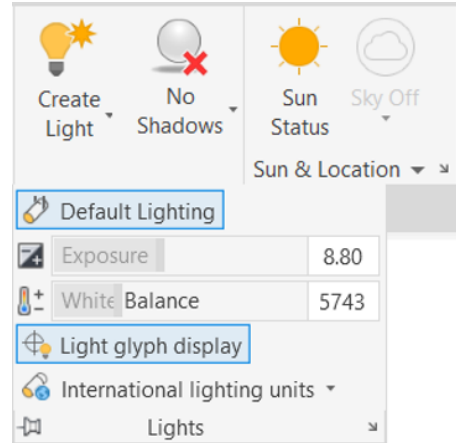 Create Light
No Shadows
Sun Status
Sky Off
Sun & Location
Default Lighting
Exposure 8.80
White Balance 5743
Light glyph display
International lighting units
Lights